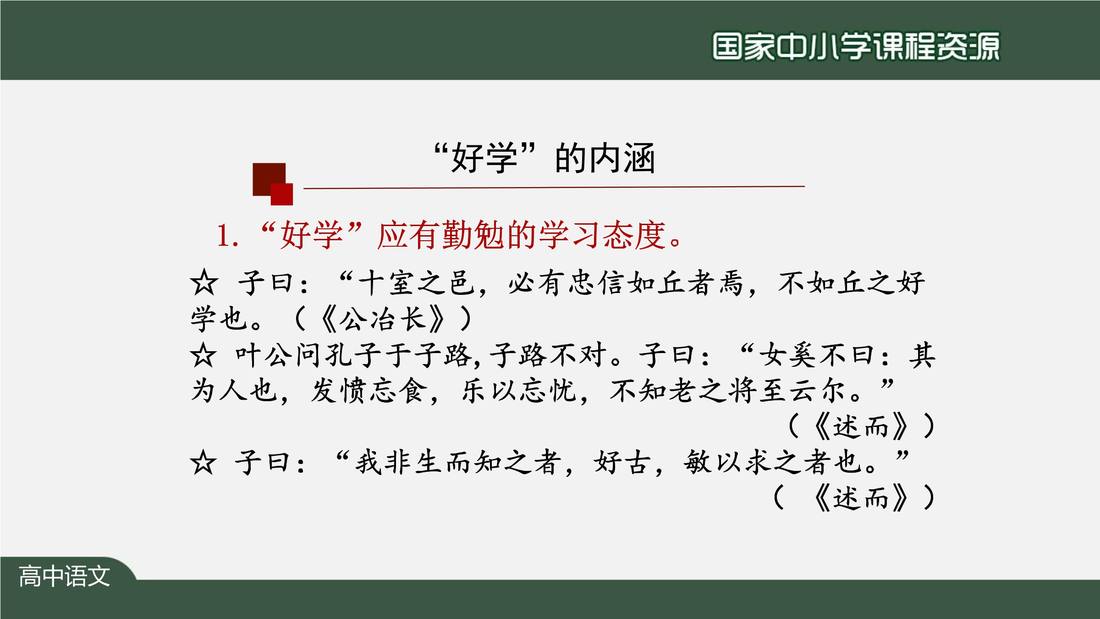 国家中小学课程资源
“好学”的内涵
1.“好学”应有勤勉的学习态度。
☆ 子曰：“十室之邑，必有忠信如丘者焉，不如丘之好
学也。（《公冶长》）
☆ 叶公问孔子于子路,子路不对。子曰：“女奚不曰：其
为人也，发愤忘食，乐以忘忧，不知老之将至云尔。”
（《述而》）
☆ 子曰：“我非生而知之者，好古，敏以求之者也。”
（ 《述而》）
高中语文